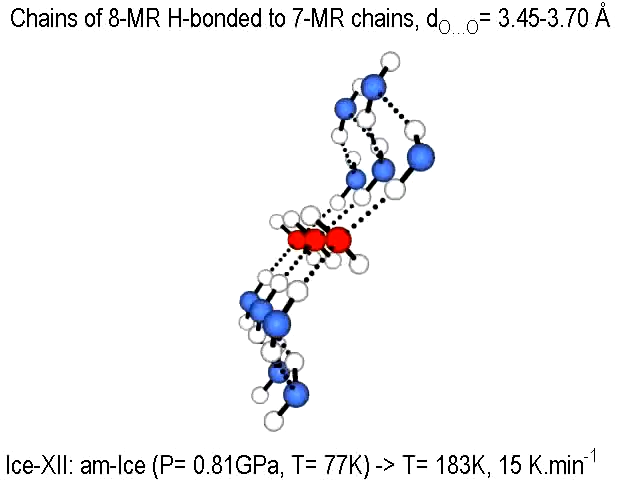 Chains of 8-MR H-bonded to 7-MR chains, dO...O= 3.45-3.70 Å
Ice-XII: am-Ice (P= 0.81GPa, T= 77K) -> T= 183K, 15 K.min-1